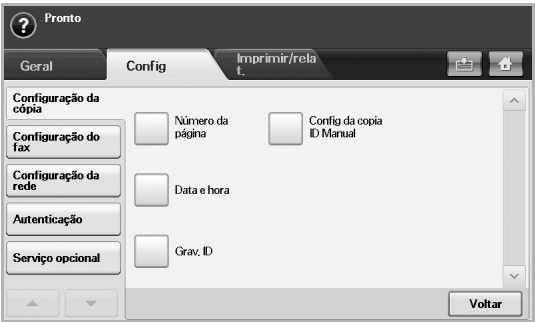 ?
Pronto
Geral
Config
Imprimir/rela
t.
Configuração da
cópia
Configuração do
fax
Configuração da
rede
Autenticação
Serviço opcional
Número da
página
Config da copia
ID Manual
Data e hora
Grav. ID
Voltar